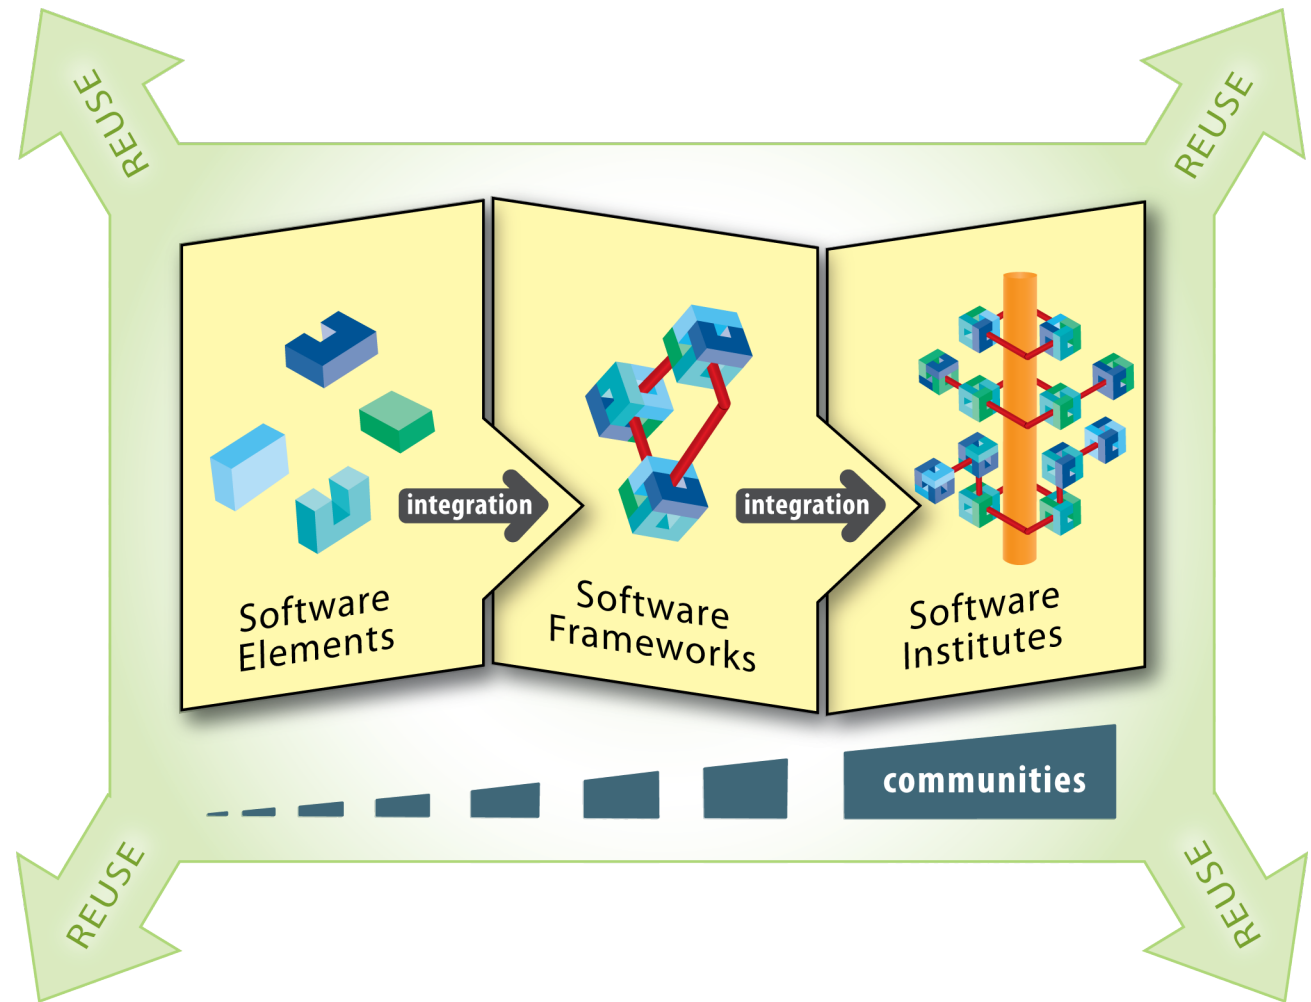 REUSE
REUSE
integration
integration
Software
Elements
Software
Frameworks
Software
Institutes
communities
REUSE
REUSE